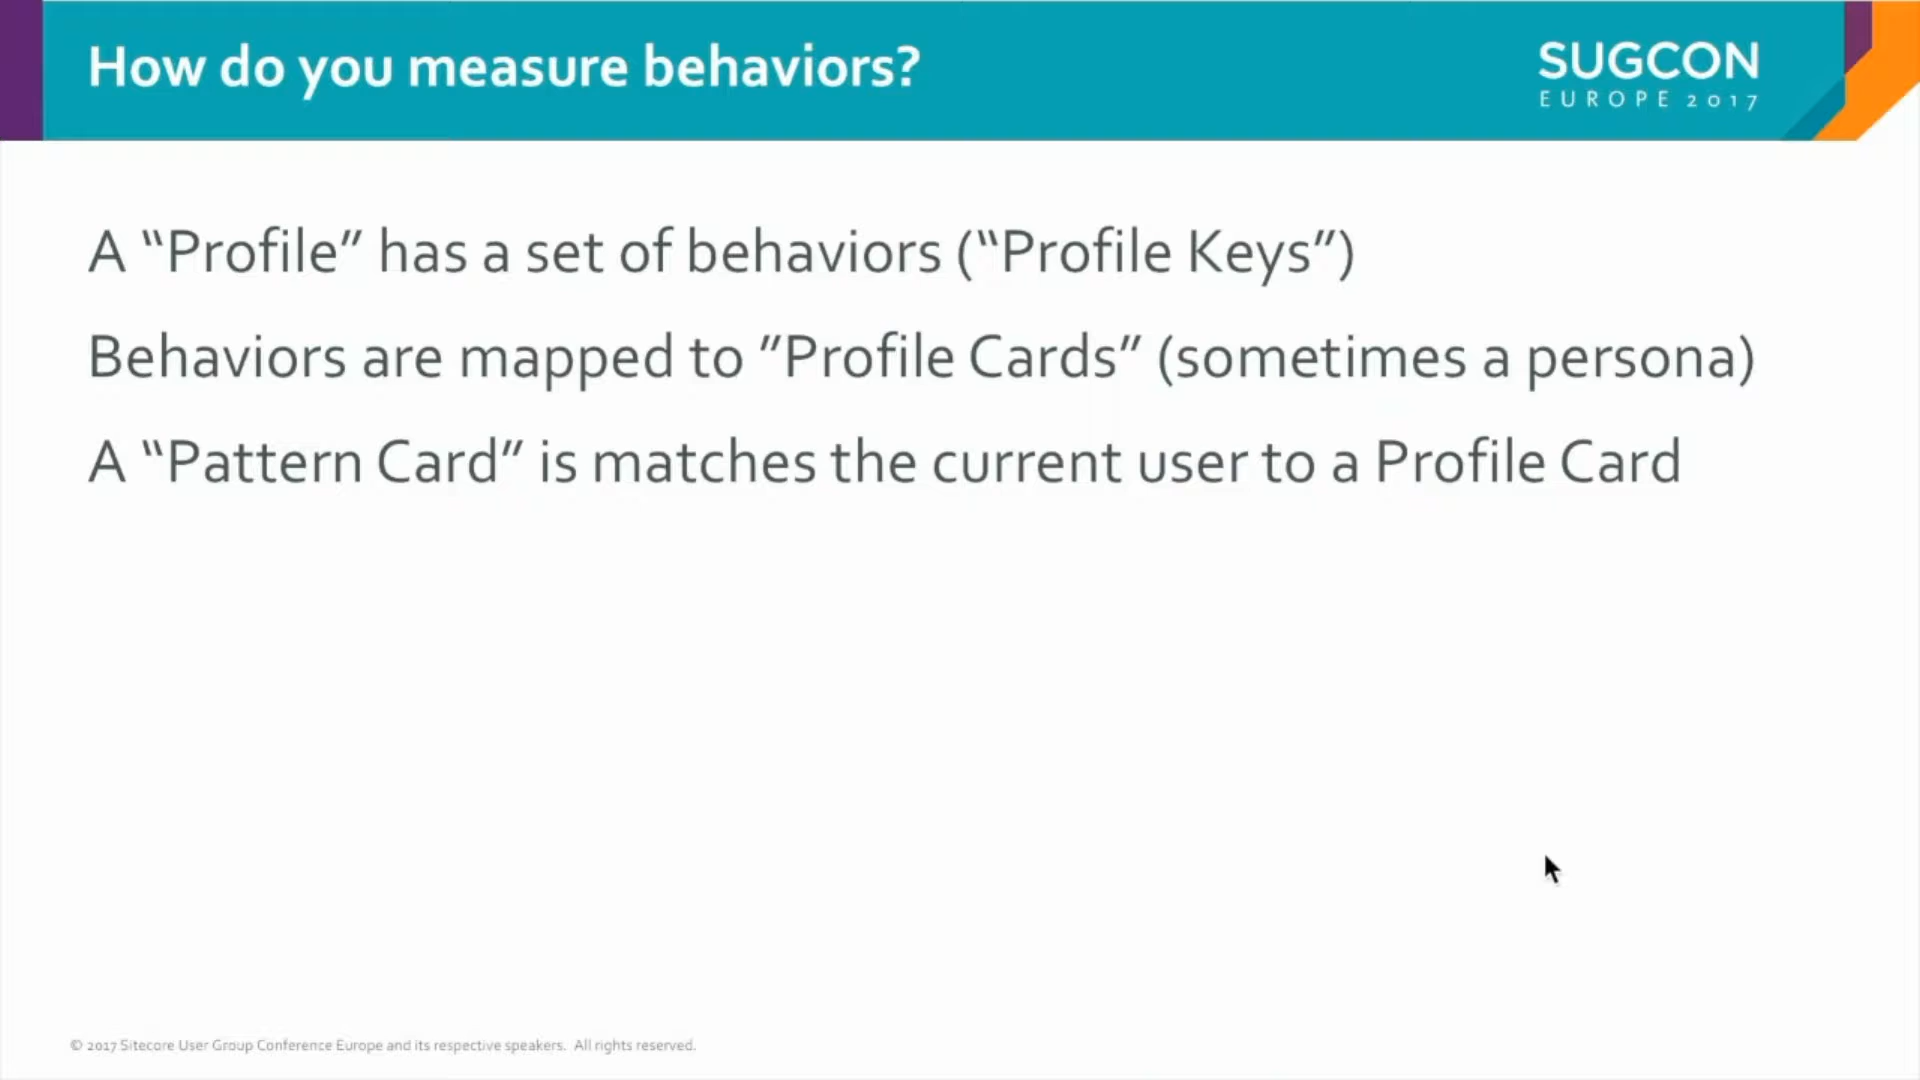 How do you measure behaviors?
SUGCON
EUROPE 2017
A “Profile” has a set of behaviors (“Profile Keys”)
Behaviors are mapped to ”Profile Cards” (sometimes a persona)
A “Pattern Card” is matches the current user to a Profile Card
© 2017 Sitecore User Group Conference Europe and its respective speakers. All rights reserved.